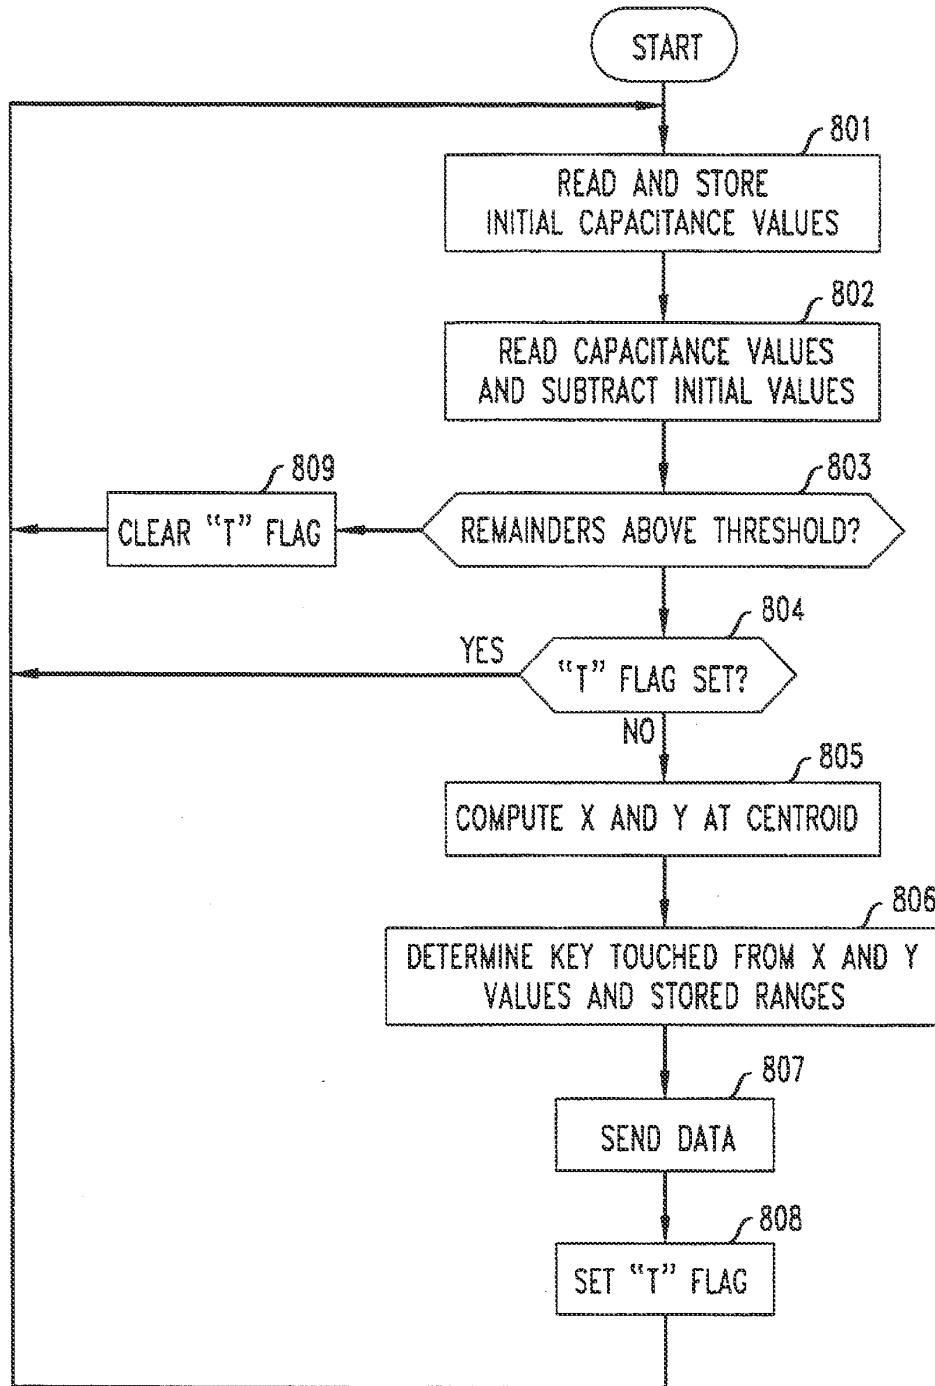 START
801
READ AND STORE
INITIAL CAPACITANCE VALUES
802
READ CAPACITANCE VALUES
AND SUBTRACT INITIAL VALUES
809
CLEAR "T" FLAG
803
REMAINDERS ABOVE THRESHOLD?
804
YES
"T" FLAG SET?
NO
805
COMPUTE X AND Y AT CENTROID
806
DETERMINE KEY TOUCHED FROM X AND Y
VALUES AND STORED RANGES
807
SEND DATA
808
SET "T" FLAG